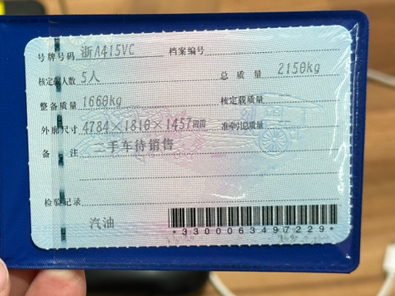 号牌号码 浙A415VC 档案编号
核定载人数 5人 总质量 2150kg
整备质量 1660kg 核定载质量
外廓尺寸 4784×1810×1457mm 准牵引总质量
备注 二手车待销售
检验记录
汽油
*3300063497229*